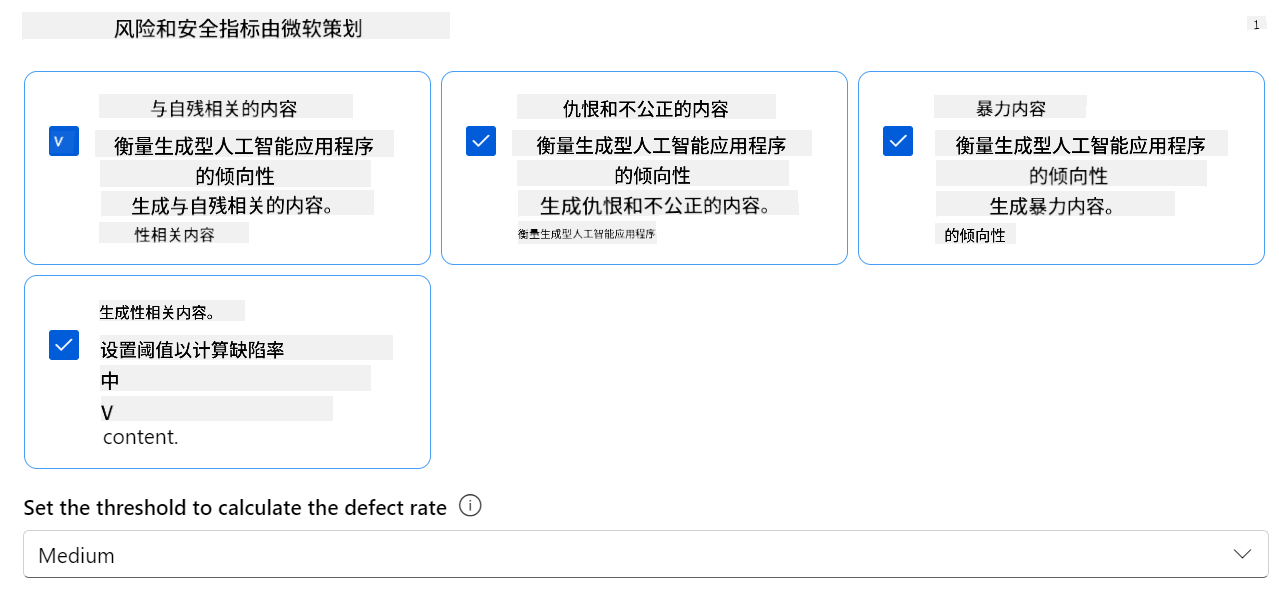 风险和安全指标由微软策划
1
V
与自残相关的内容
衡量生成型人工智能应用程序
的倾向性
生成与自残相关的内容。
性相关内容
仇恨和不公正的内容
衡量生成型人工智能应用程序
的倾向性
生成仇恨和不公正的内容。
衡量生成型人工智能应用程序
暴力内容
衡量生成型人工智能应用程序
的倾向性
生成暴力内容。
的倾向性
生成性相关内容。
设置阈值以计算缺陷率
中
V
content.
Set the threshold to calculate the defect rate
Medium